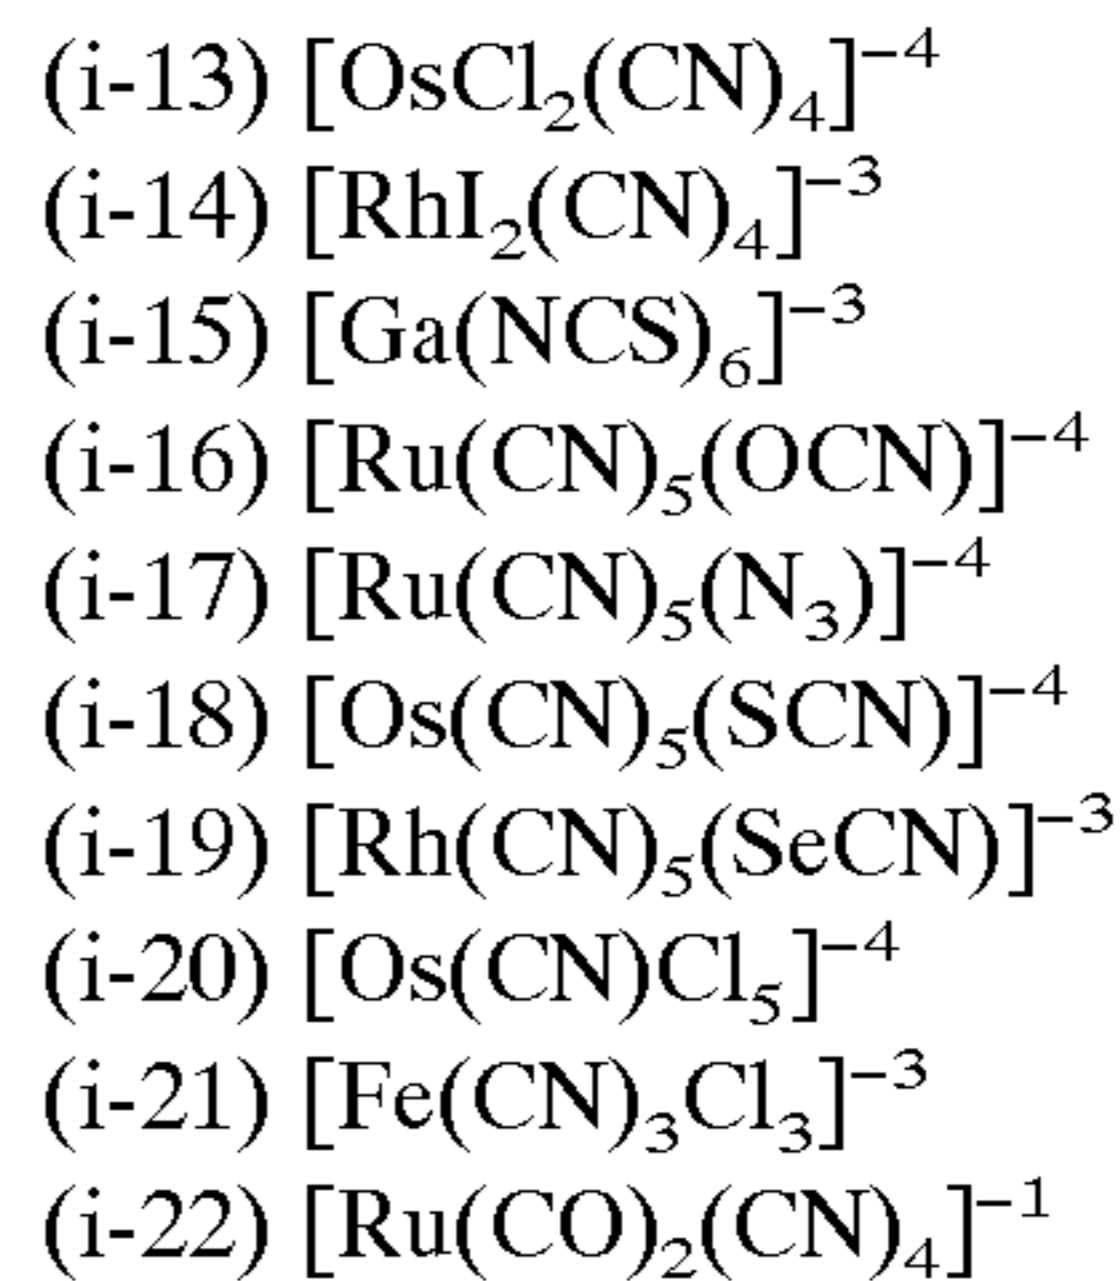 (i-13) [OsCl₂(CN)₄]⁻⁴
(i-14) [RhI₂(CN)₄]⁻³
(i-15) [Ga(NCS)₆]⁻³
(i-16) [Ru(CN)₅(OCN)]⁻⁴
(i-17) [Ru(CN)₅(N₃)]⁻⁴
(i-18) [Os(CN)₅(SCN)]⁻⁴
(i-19) [Rh(CN)₅(SeCN)]⁻³
(i-20) [Os(CN)Cl₅]⁻⁴
(i-21) [Fe(CN)₃Cl₃]⁻³
(i-22) [Ru(CO)₂(CN)₄]⁻¹